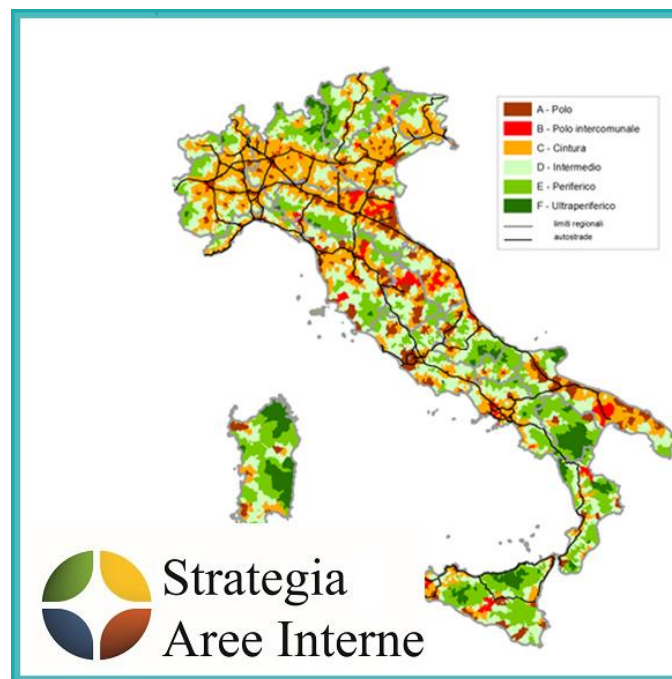 A - Polo
B - Polo intercomunale
C - Cintura
D - Intermedio
E - Periferico
F - Ultraperiferico
limiti regionali
autostrade
Strategia
Aree Interne